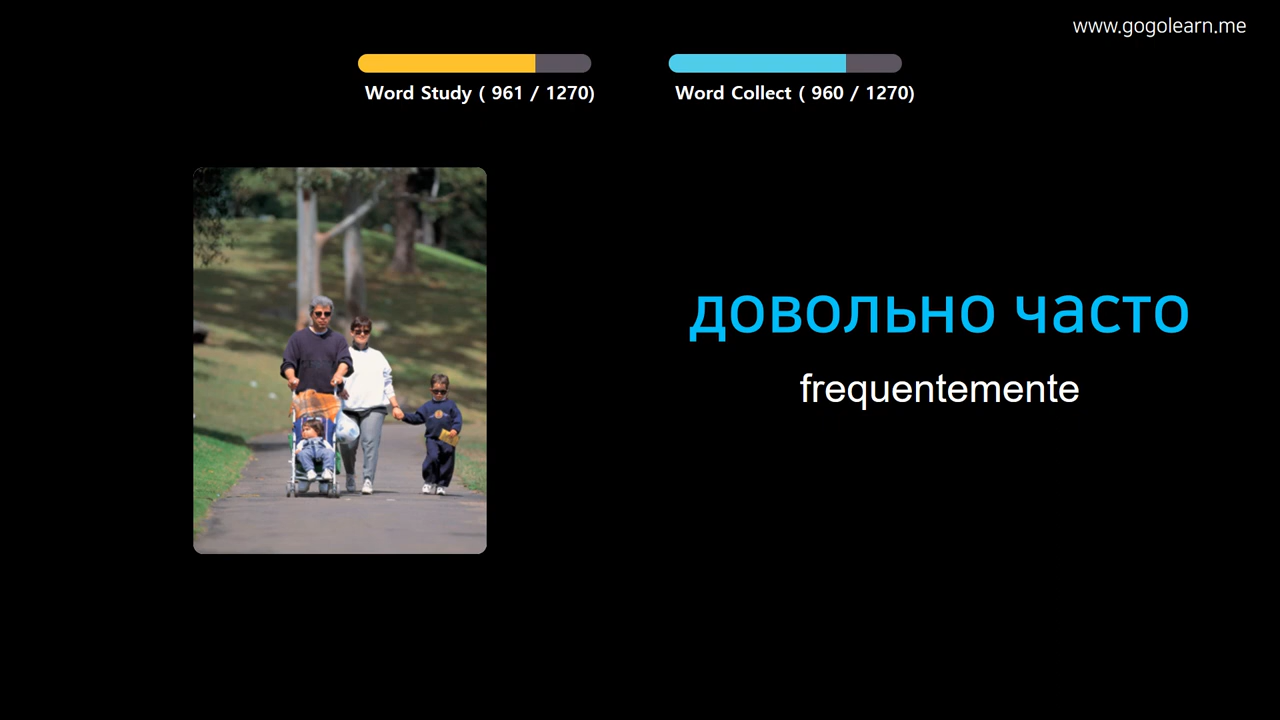 www.gogolearn.me
Word Study ( 961 / 1270)
Word Collect ( 960 / 1270)
довольно часто
frequentemente